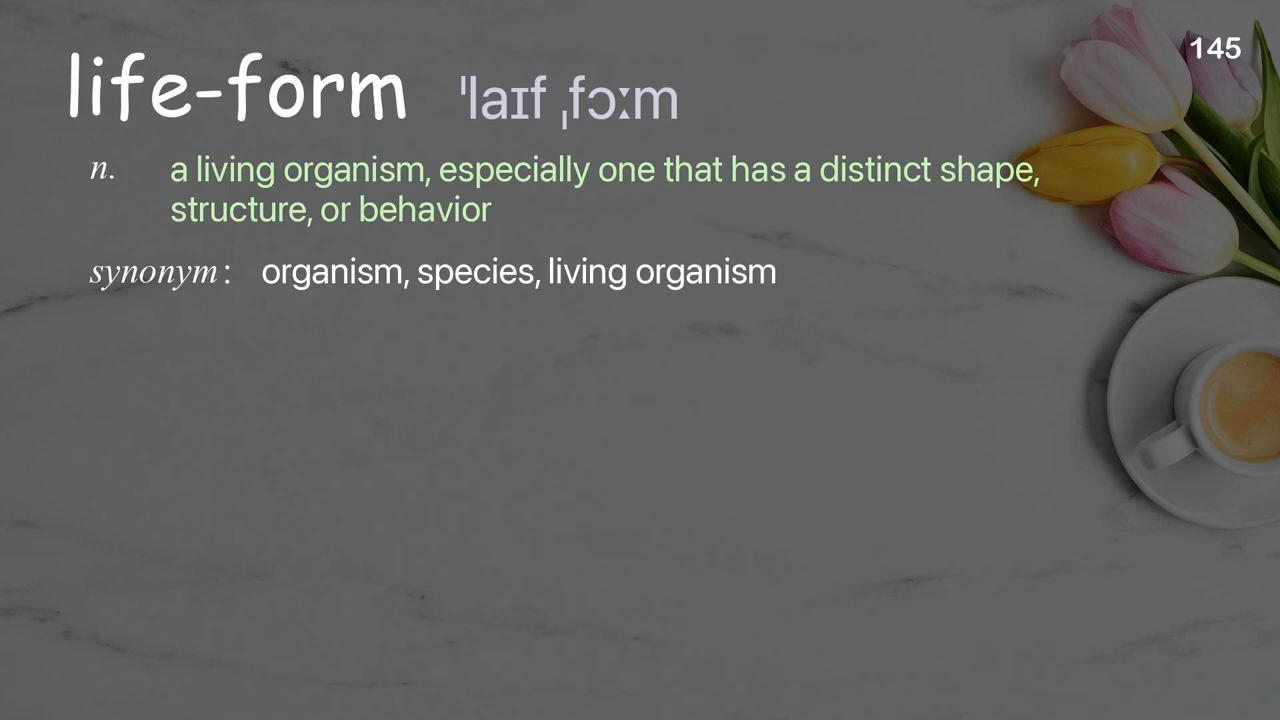 145
life-form ˈlaɪf ˌfɔːm
n. a living organism, especially one that has a distinct shape,
structure, or behavior
synonym: organism, species, living organism